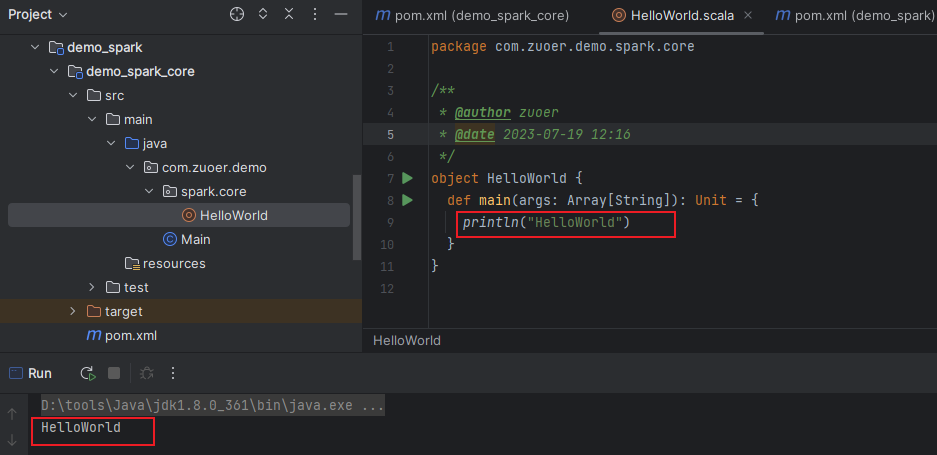 Project
demo_spark
demo_spark_core
src
main
java
com.zuoer.demo
spark.core
HelloWorld
Main
resources
test
target
pom.xml
pom.xml (demo_spark_core)
HelloWorld.scala
pom.xml (demo_spark)
1 package com.zuoer.demo.spark.core
2
3 /**
4 * @author zuoer
5 * @date 2023-07-19 12:16
6 */
7 object HelloWorld {
8 def main(args: Array[String]): Unit = {
9 println("HelloWorld")
10 }
11 }
12
HelloWorld
Run
D:\tools\Java\jdk1.8.0_361\bin\java.exe ...
HelloWorld